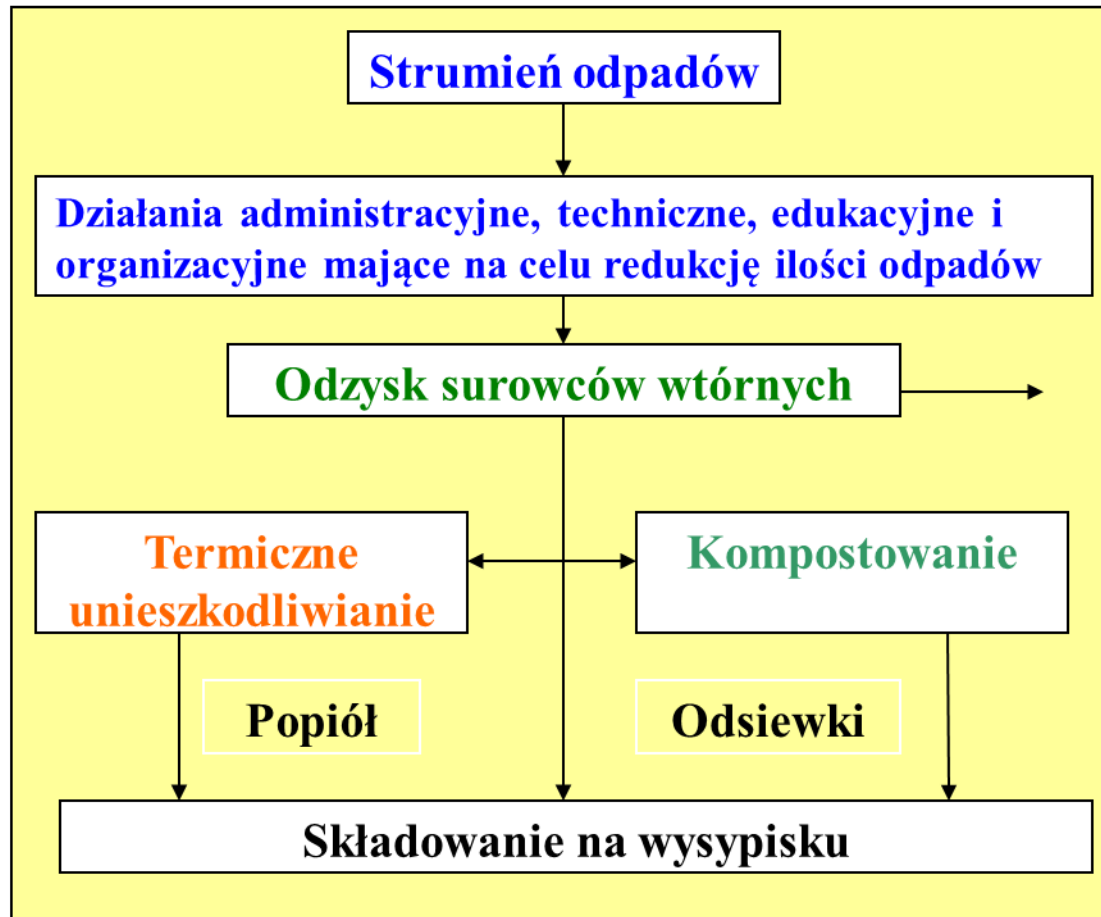 Strumień odpadów
Działania administracyjne, techniczne, edukacyjne i
organizacyjne mające na celu redukcję ilości odpadów
Odzysk surowców wtórnych
Termiczne
unieszkodliwianie
Kompostowanie
Popiół
Odsiewki
Składowanie na wysypisku